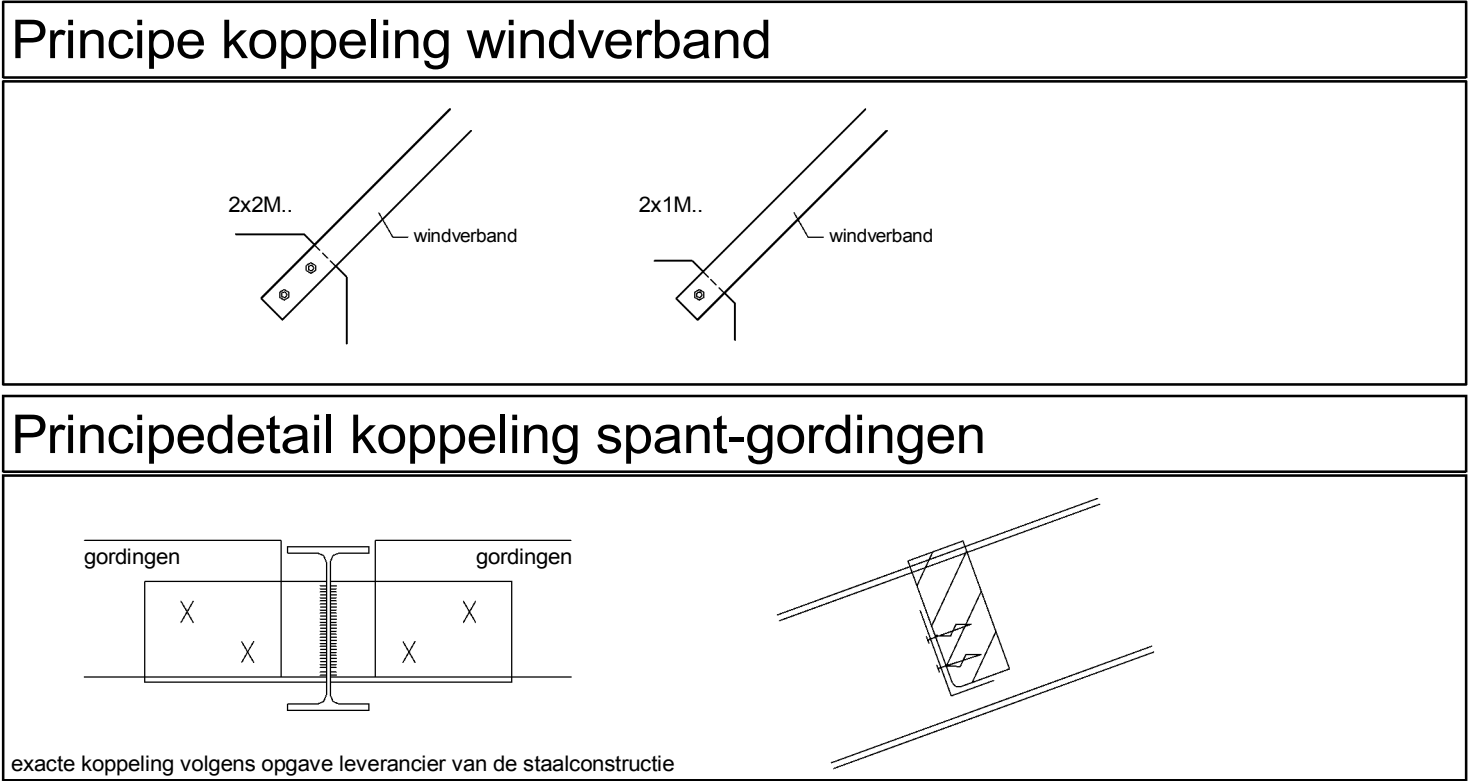 Principe koppeling windverband
2x2M..
windverband
2x1M..
windverband
Principedetail koppeling spant-gordingen
gordingen
gordingen
exacte koppeling volgens opgave leverancier van de staalconstructie